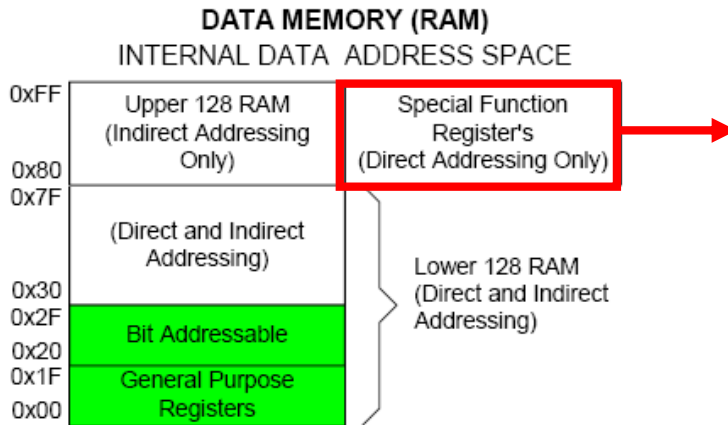 DATA MEMORY (RAM)
INTERNAL DATA ADDRESS SPACE
0xFF
Upper 128 RAM
(Indirect Addressing
Only)
0x80
Special Function
Register's
(Direct Addressing Only)
0x7F
(Direct and Indirect
Addressing)
0x30
Lower 128 RAM
(Direct and Indirect
Addressing)
0x2F
Bit Addressable
0x20
0x1F
General Purpose
Registers
0x00